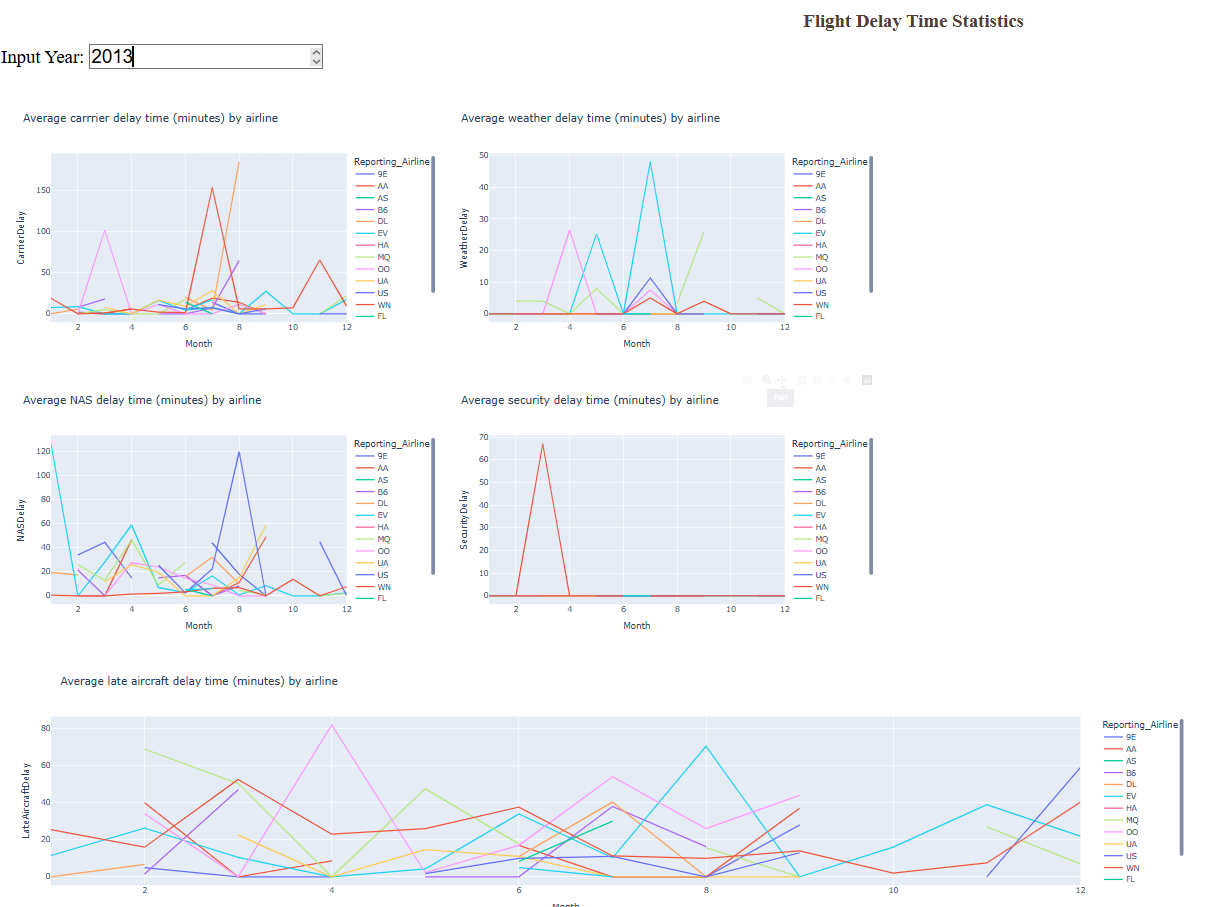 Flight Delay Time Statistics
Input Year: 2013
Average carrrier delay time (minutes) by airline
CarrierDelay
150
100
50
0
2 4 6 8 10 12
Month
Reporting_Airline
9E
AA
AS
B6
DL
EV
HA
MQ
OO
UA
US
WN
FL
Average weather delay time (minutes) by airline
WeatherDelay
50
40
30
20
10
0
2 4 6 8 10 12
Month
Reporting_Airline
9E
AA
AS
B6
DL
EV
HA
MQ
OO
UA
US
WN
FL
Pan
Average NAS delay time (minutes) by airline
NASDelay
120
100
80
60
40
20
0
2 4 6 8 10 12
Month
Reporting_Airline
9E
AA
AS
B6
DL
EV
HA
MQ
OO
UA
US
WN
FL
Average security delay time (minutes) by airline
SecurityDelay
70
60
50
40
30
20
10
0
2 4 6 8 10 12
Month
Reporting_Airline
9E
AA
AS
B6
DL
EV
HA
MQ
OO
UA
US
WN
FL
Average late aircraft delay time (minutes) by airline
LateAircraftDelay
80
60
40
20
0
2 4 6 8 10 12
Month
Reporting_Airline
9E
AA
AS
B6
DL
EV
HA
MQ
OO
UA
US
WN
FL